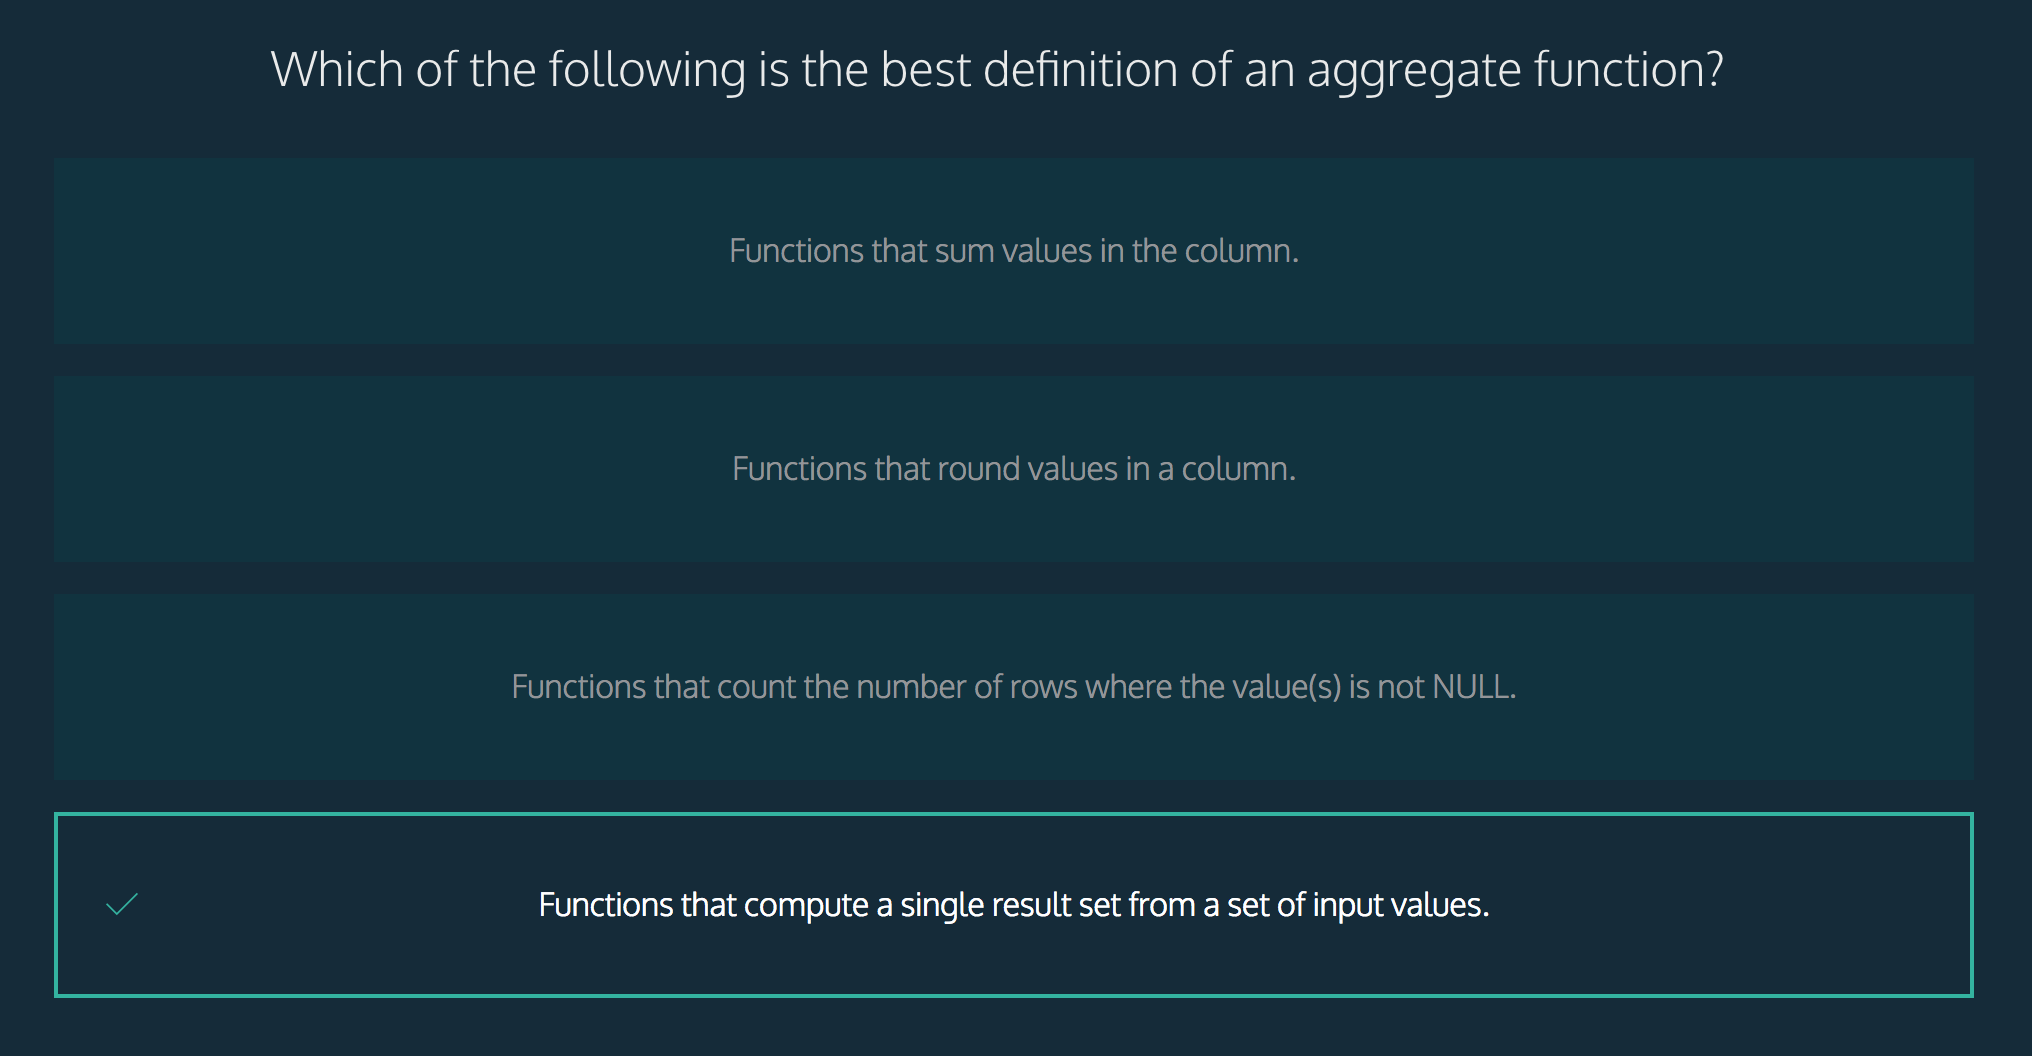 Which of the following is the best definition of an aggregate function?
Functions that sum values in the column.
Functions that round values in a column.
Functions that count the number of rows where the value(s) is not NULL.
Functions that compute a single result set from a set of input values.